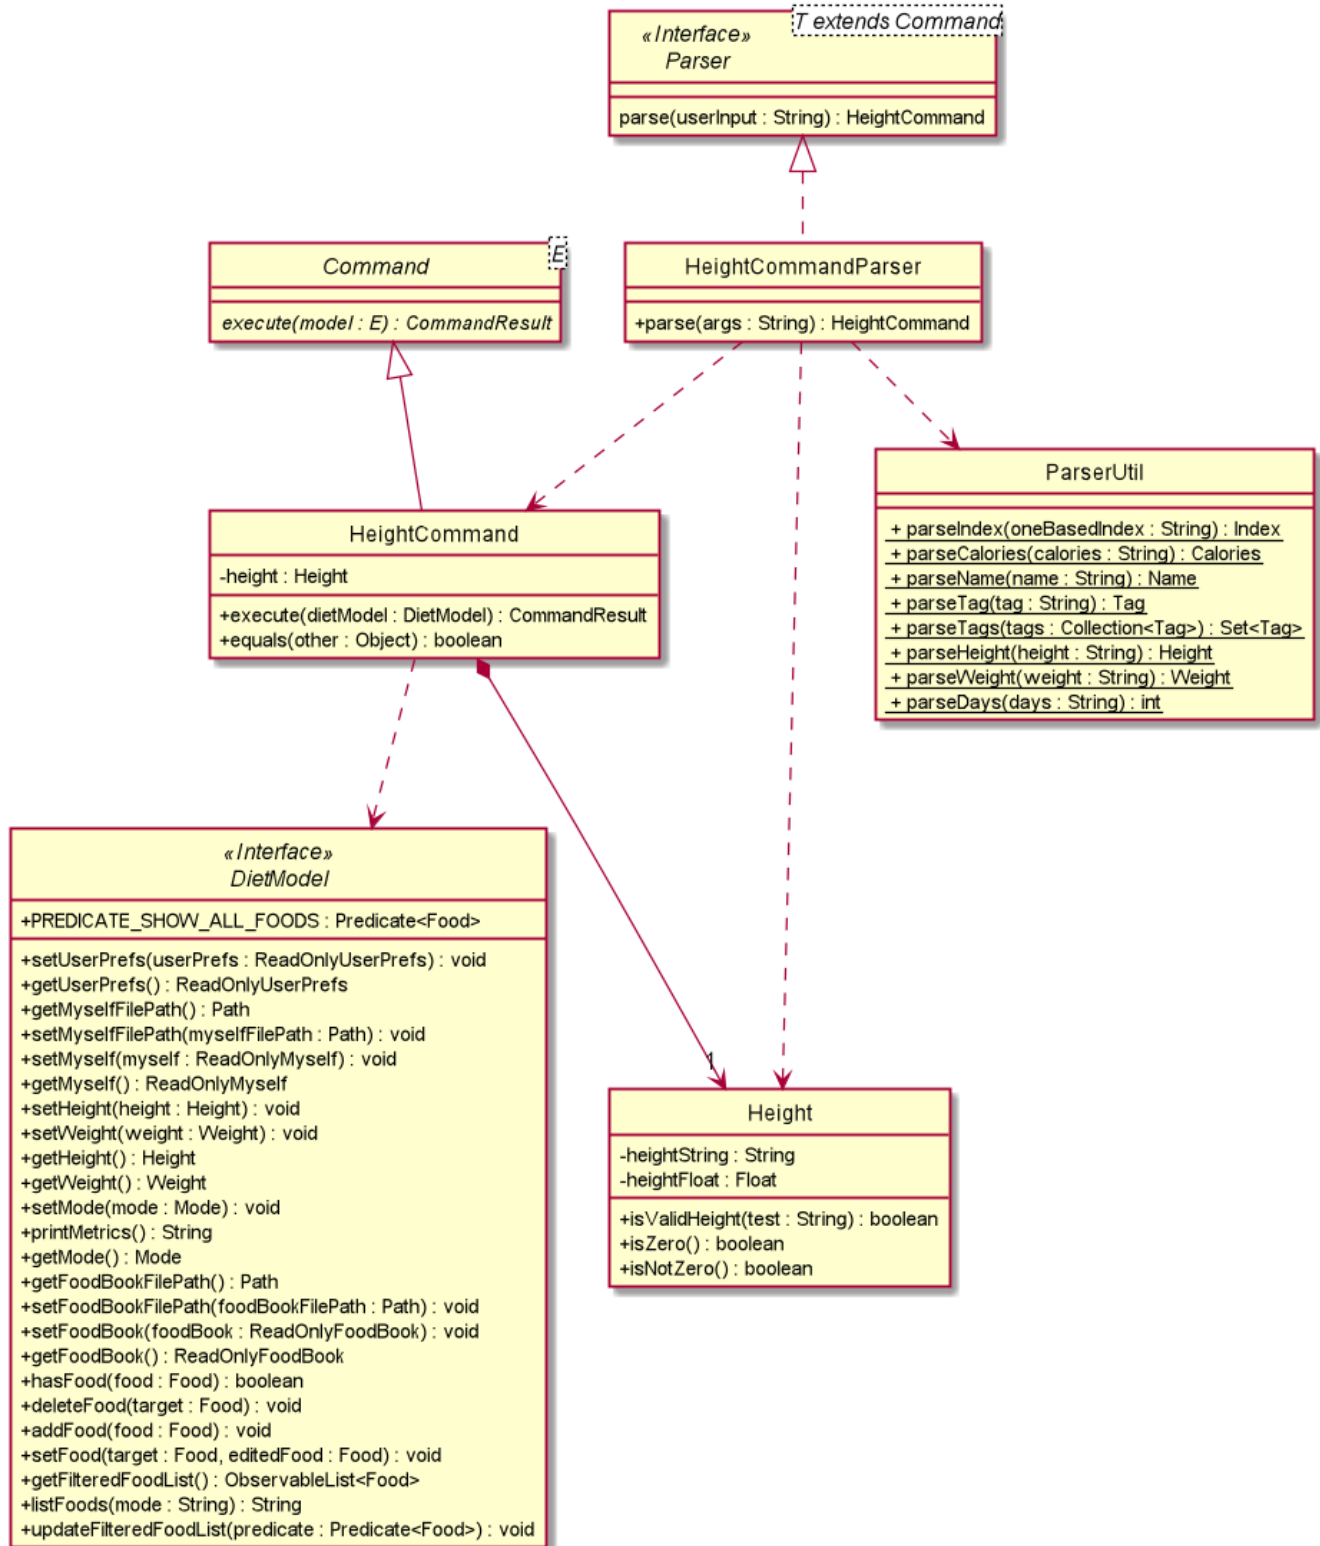 T extends Command
«Interface»
Parser
parse(userInput : String) : HeightCommand
E
Command
execute(model : E) : CommandResult
HeightCommandParser
+parse(args : String) : HeightCommand
ParserUtil
+ parseIndex(oneBasedIndex : String) : Index
+ parseCalories(calories : String) : Calories
+ parseName(name : String) : Name
+ parseTag(tag : String) : Tag
+ parseTags(tags : Collection<Tag>) : Set<Tag>
+ parseHeight(height : String) : Height
+ parseWeight(weight : String) : Weight
+ parseDays(days : String) : int
HeightCommand
-height : Height
+execute(dietModel : DietModel) : CommandResult
+equals(other : Object) : boolean
«Interface»
DietModel
+PREDICATE_SHOW_ALL_FOODS : Predicate<Food>
+setUserPrefs(userPrefs : ReadOnlyUserPrefs) : void
+getUserPrefs() : ReadOnlyUserPrefs
+getMyselfFilePath() : Path
+setMyselfFilePath(myselfFilePath : Path) : void
+setMyself(myself : ReadOnlyMyself) : void
+getMyself() : ReadOnlyMyself
+setHeight(height : Height) : void
+setWeight(weight : Weight) : void
+getHeight() : Height
+getWeight() : Weight
+setMode(mode : Mode) : void
+printMetrics() : String
+getMode() : Mode
+getFoodBookFilePath() : Path
+setFoodBookFilePath(foodBookFilePath : Path) : void
+setFoodBook(foodBook : ReadOnlyFoodBook) : void
+getFoodBook() : ReadOnlyFoodBook
+hasFood(food : Food) : boolean
+deleteFood(target : Food) : void
+addFood(food : Food) : void
+setFood(target : Food, editedFood : Food) : void
+getFilteredFoodList() : ObservableList<Food>
+listFoods(mode : String) : String
+updateFilteredFoodList(predicate : Predicate<Food>) : void
1
Height
-heightString : String
-heightFloat : Float
+isValidHeight(test : String) : boolean
+isZero() : boolean
+isNotZero() : boolean